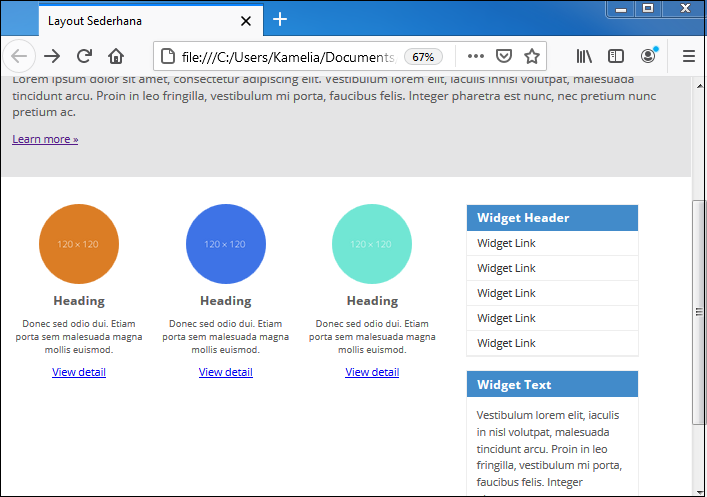 Layout Sederhana
file:///C:/Users/Kamelia/Documents,
67%
Lorem ipsum dolor sit amet, consectetur adipiscing elit. Vestibulum lorem elit, iaculis innisl volutpat, malesuada
tincidunt arcu. Proin in leo fringilla, vestibulum mi porta, faucibus felis. Integer pharetra est nunc, nec pretium nunc
pretium ac.
Learn more »
120 × 120
Heading
Donec sed odio dui. Etiam
porta sem malesuada magna
mollis euismod.
View detail
120 × 120
Heading
Donec sed odio dui. Etiam
porta sem malesuada magna
mollis euismod.
View detail
120 × 120
Heading
Donec sed odio dui. Etiam
porta sem malesuada magna
mollis euismod.
View detail
Widget Header
Widget Link
Widget Link
Widget Link
Widget Link
Widget Link
Widget Text
Vestibulum lorem elit, iaculis
in nisl volutpat, malesuada
tincidunt arcu. Proin in leo
fringilla, vestibulum mi porta,
faucibus felis. Integer